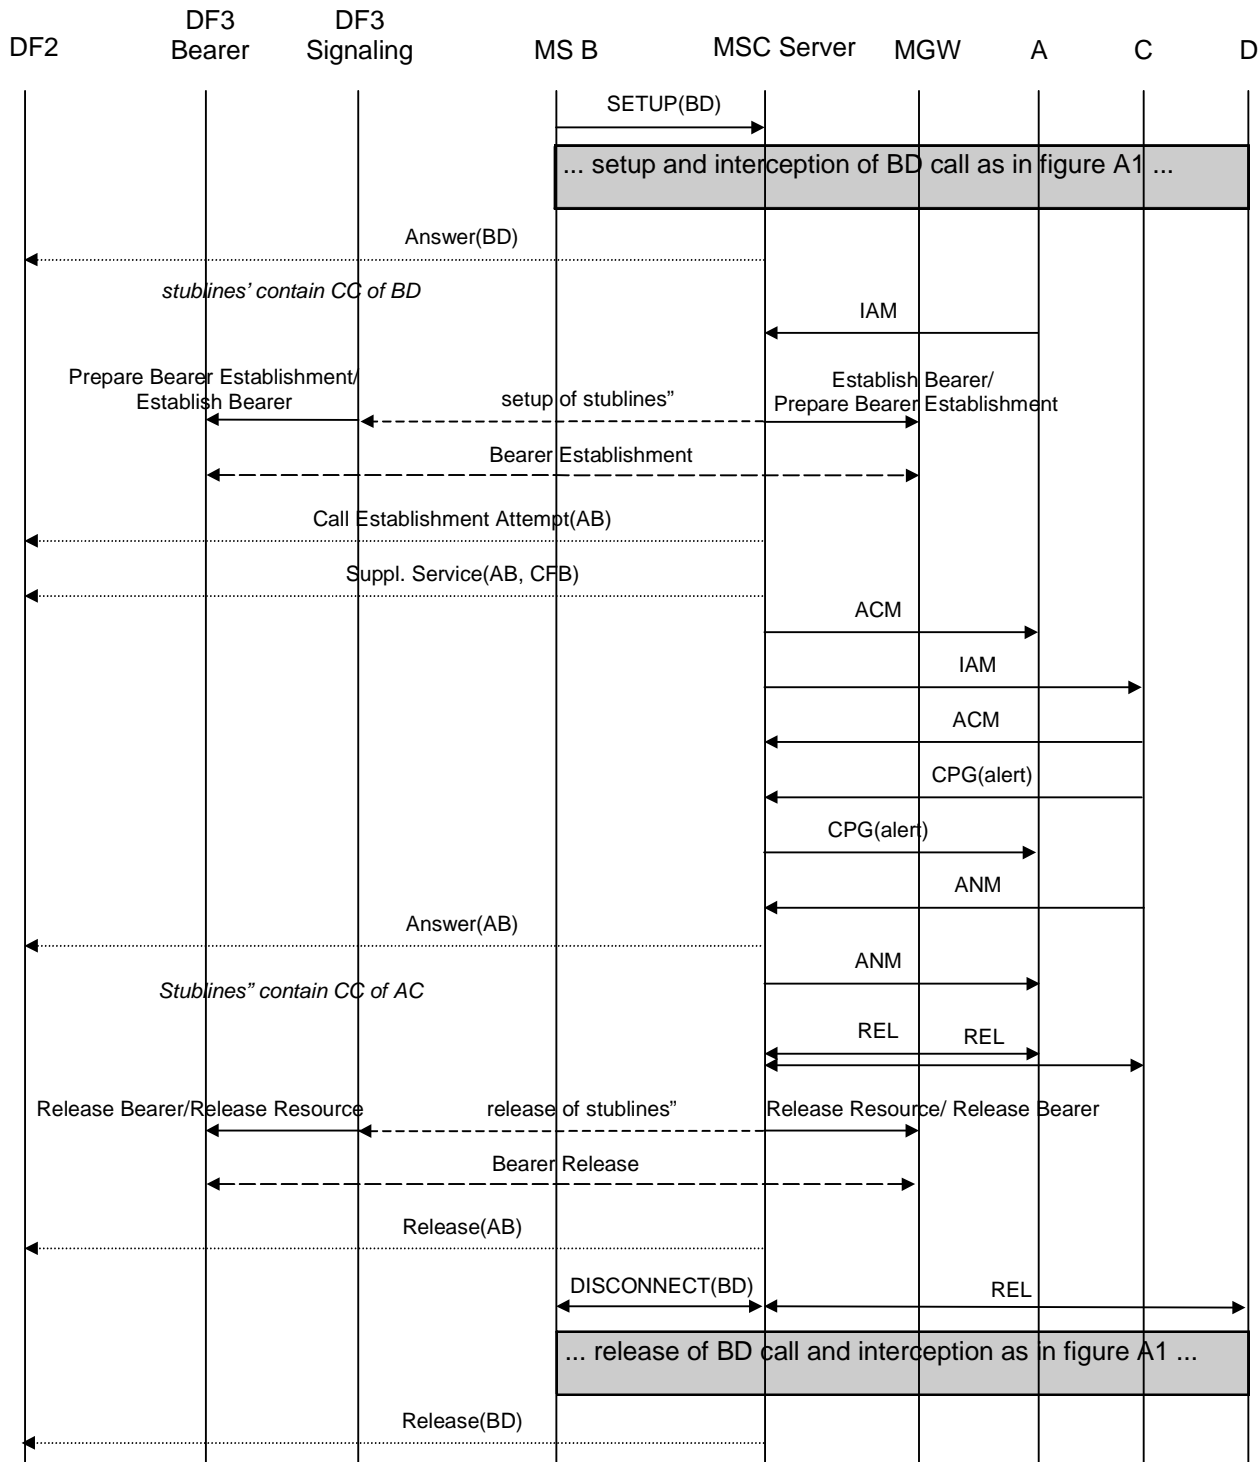 DF2
DF3
Bearer
DF3
Signaling
MS B
MSC Server
MGW
A
C
D
SETUP(BD)
... setup and interception of BD call as in figure A1 ...
Answer(BD)
stublines’ contain CC of BD
IAM
Prepare Bearer Establishment/
Establish Bearer
setup of stublines”
Establish Bearer/
Prepare Bearer Establishment
Bearer Establishment
Call Establishment Attempt(AB)
Suppl. Service(AB, CFB)
ACM
IAM
ACM
CPG(alert)
CPG(alert)
ANM
Answer(AB)
ANM
Stublines” contain CC of AC
REL
REL
Release Bearer/Release Resource
release of stublines”
Release Resource/ Release Bearer
Bearer Release
Release(AB)
DISCONNECT(BD)
REL
... release of BD call and interception as in figure A1 ...
Release(BD)